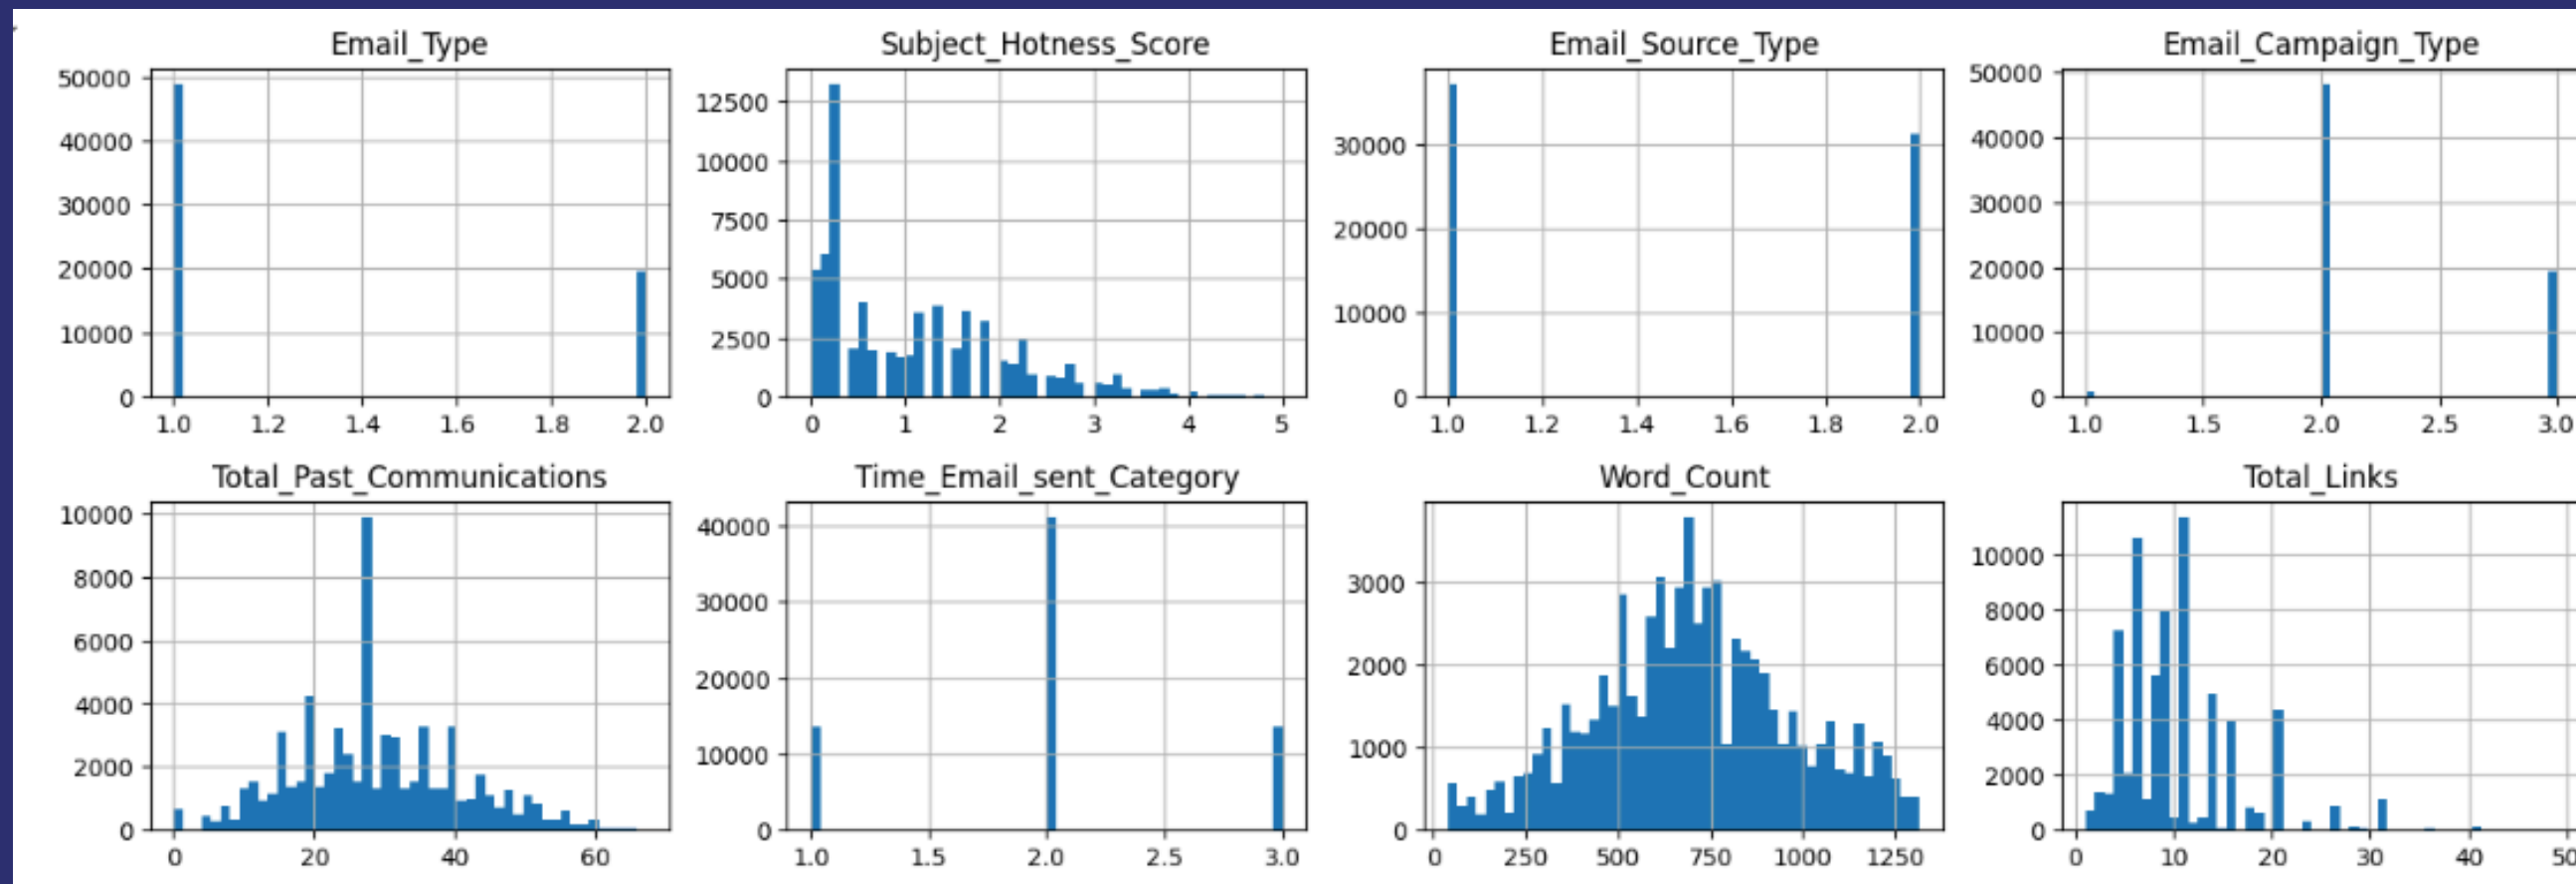 Email_Type
50000
40000
30000
20000
10000
0
1.0 1.2 1.4 1.6 1.8 2.0
Subject_Hotness_Score
12500
10000
7500
5000
2500
0
0 1 2 3 4 5
Email_Source_Type
30000
20000
10000
0
1.0 1.2 1.4 1.6 1.8 2.0
Email_Campaign_Type
50000
40000
30000
20000
10000
0
1.0 1.5 2.0 2.5 3.0
Total_Past_Communications
10000
8000
6000
4000
2000
0
0 20 40 60
Time_Email_sent_Category
40000
30000
20000
10000
0
1.0 1.5 2.0 2.5 3.0
Word_Count
3000
2000
1000
0
0 250 500 750 1000 1250
Total_Links
10000
8000
6000
4000
2000
0
0 10 20 30 40 50